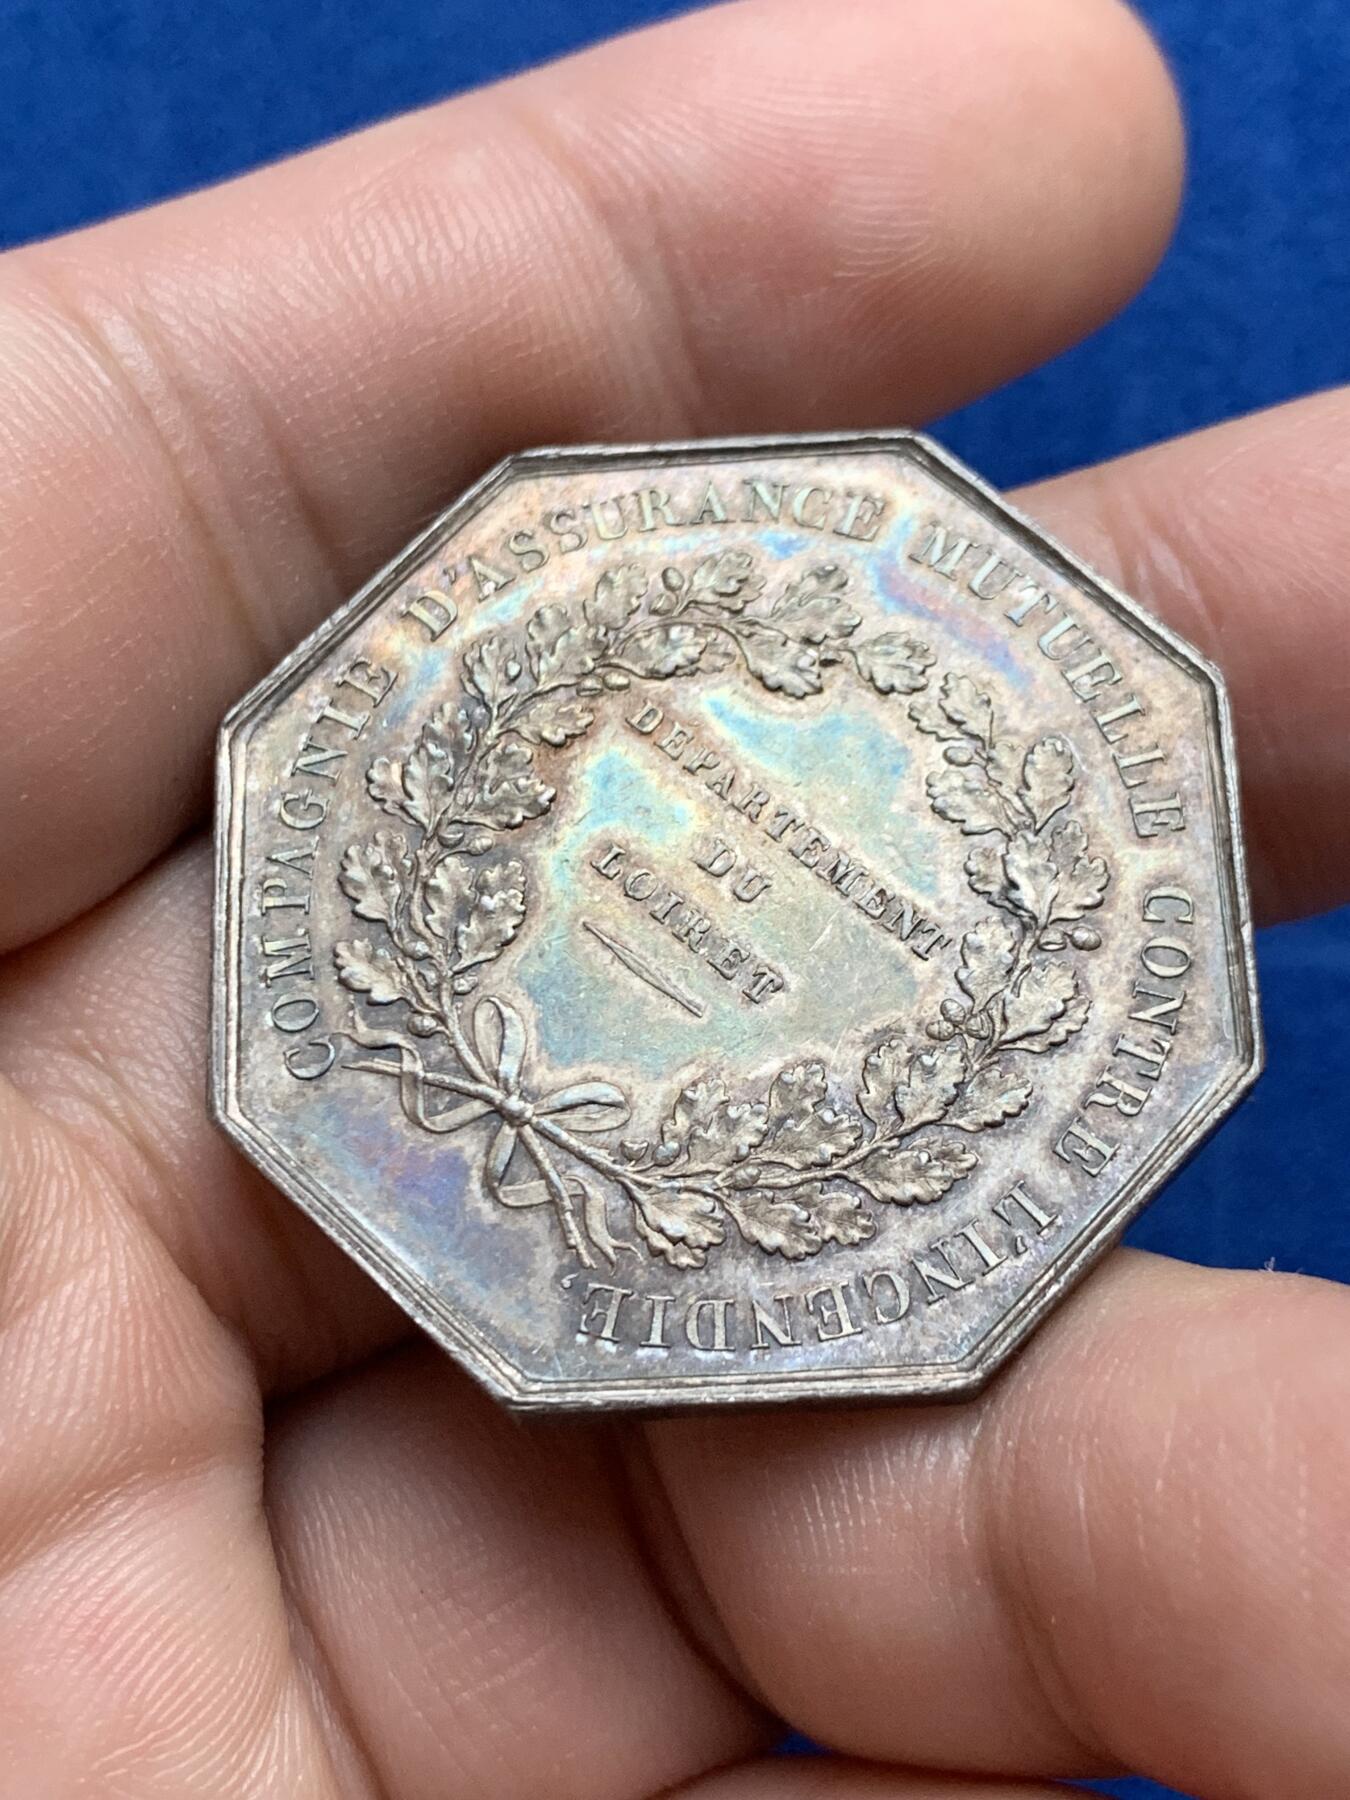 COMPAGNIE D'ASSURANCE MUTUELLE CONTRE L'INCENDIE,
DEPARTEMENT
DU
LOIRET